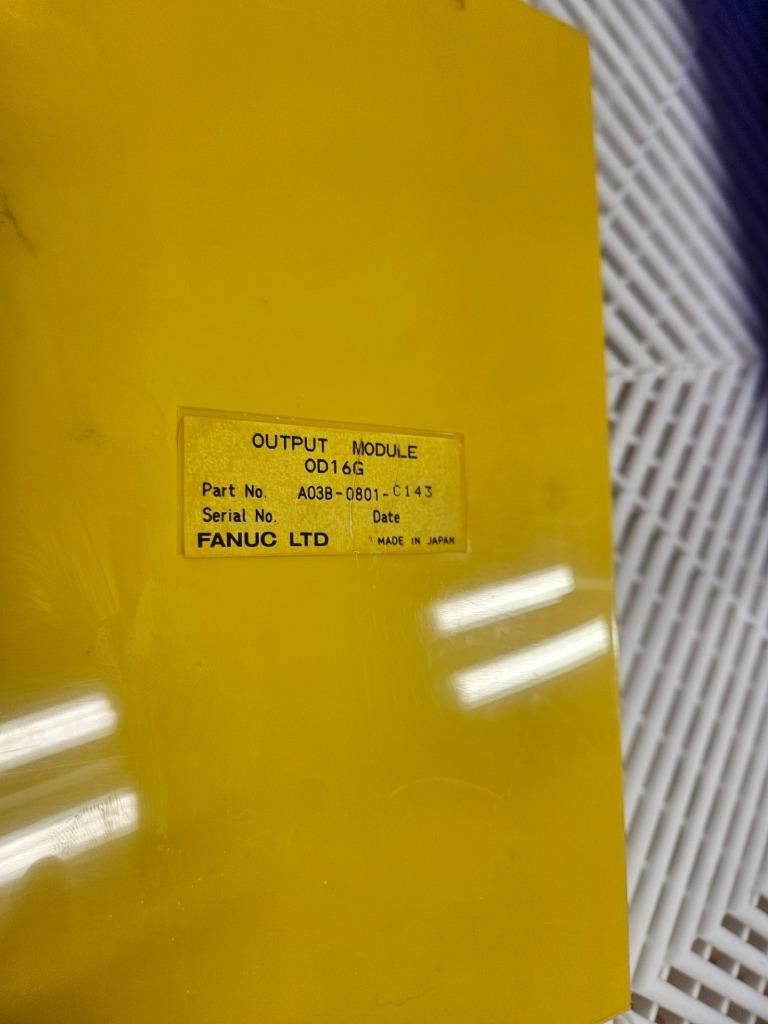 OUTPUT MODULE
OD16G
Part No. A03B-0801-C143
Serial No. Date
FANUC LTD MADE IN JAPAN